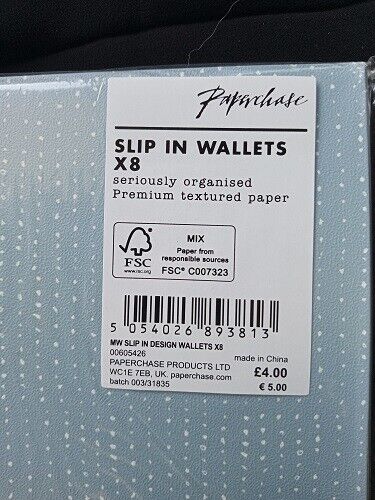 Paperchase
SLIP IN WALLETS
X8
seriously organised
Premium textured paper
FSC
www.fsc.org
MIX
Paper from
responsible sources
FSC® C007323
5 054026 893813
MW SLIP IN DESIGN WALLETS X8
00605426
PAPERCHASE PRODUCTS LTD
WC1E 7EB, UK. paperchase.com
batch 003/31835
made in China
£4.00
€ 5.00